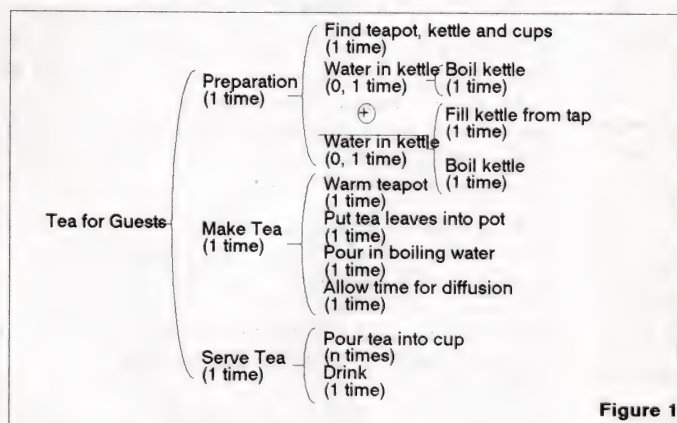 Find teapot, kettle and cups
(1 time)
Preparation
(1 time)
Water in kettle
(0, 1 time)
Boil kettle
(1 time)
+
Water in kettle
(0, 1 time)
Fill kettle from tap
(1 time)
Boil kettle
(1 time)
Tea for Guests
Make Tea
(1 time)
Warm teapot
(1 time)
Put tea leaves into pot
(1 time)
Pour in boiling water
(1 time)
Allow time for diffusion
(1 time)
Serve Tea
(1 time)
Pour tea into cup
(n times)
Drink
(1 time)
Figure 1